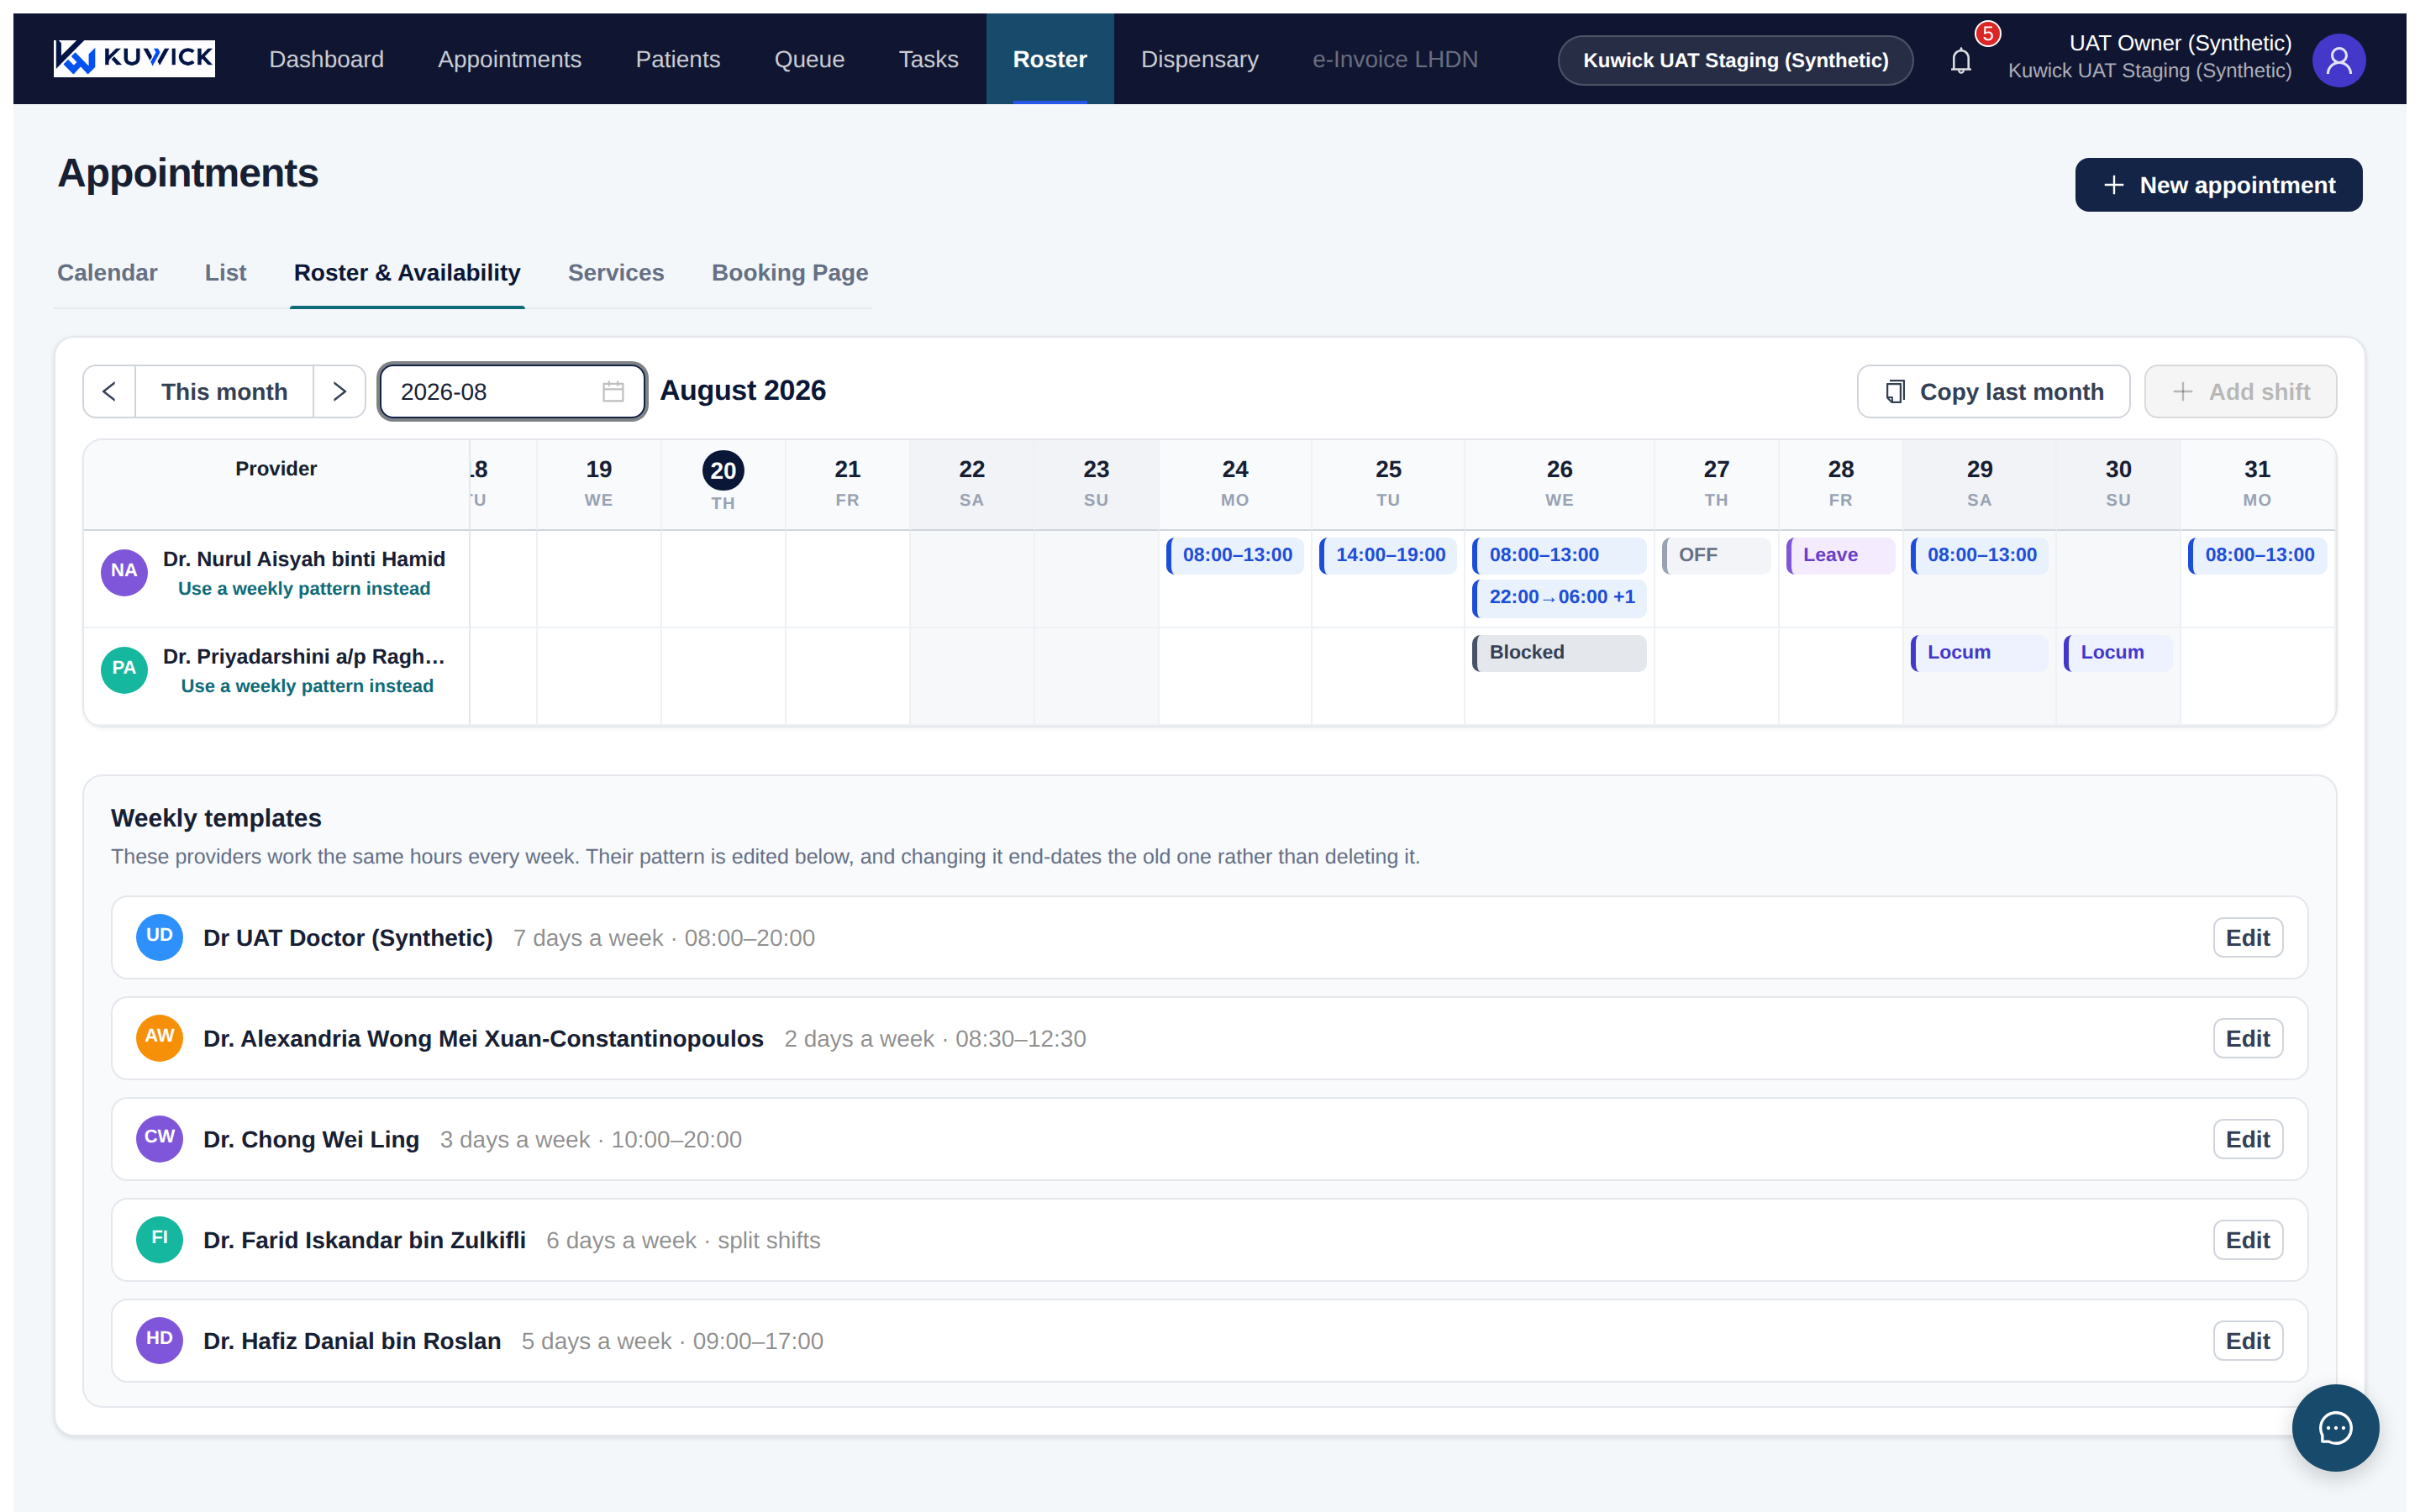 KUWICK
Dashboard
Appointments
Patients
Queue
Tasks
Roster
Dispensary
e-Invoice LHDN
Kuwick UAT Staging (Synthetic)
5
UAT Owner (Synthetic)
Kuwick UAT Staging (Synthetic)
Appointments
New appointment
Calendar
List
Roster & Availability
Services
Booking Page
This month
2026-08
August 2026
Copy last month
Add shift
Provider
18 19 20 21 22 23 24 25 26 27 28 29 30 31
TU WE TH FR SA SU MO TU WE TH FR SA SU MO
NA
Dr. Nurul Aisyah binti Hamid
Use a weekly pattern instead
08:00–13:00
14:00–19:00
08:00–13:00
22:00→06:00 +1
OFF
Leave
08:00–13:00
08:00–13:00
PA
Dr. Priyadarshini a/p Ragh…
Use a weekly pattern instead
Blocked
Locum
Locum
Weekly templates
These providers work the same hours every week. Their pattern is edited below, and changing it end-dates the old one rather than deleting it.
UD
Dr UAT Doctor (Synthetic) 7 days a week · 08:00–20:00
Edit
AW
Dr. Alexandria Wong Mei Xuan-Constantinopoulos 2 days a week · 08:30–12:30
Edit
CW
Dr. Chong Wei Ling 3 days a week · 10:00–20:00
Edit
FI
Dr. Farid Iskandar bin Zulkifli 6 days a week · split shifts
Edit
HD
Dr. Hafiz Danial bin Roslan 5 days a week · 09:00–17:00
Edit